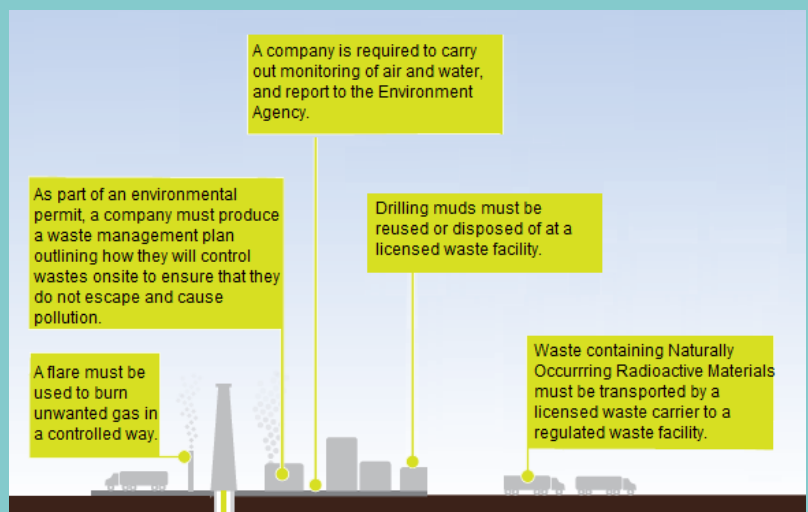 A company is required to carry
out monitoring of air and water,
and report to the Environment
Agency.
As part of an environmental
permit, a company must produce
a waste management plan
outlining how they will control
wastes onsite to ensure that they
do not escape and cause
pollution.
Drilling muds must be
reused or disposed of at a
licensed waste facility.
A flare must be
used to burn
unwanted gas in
a controlled way.
Waste containing Naturally
Occurrring Radioactive Materials
must be transported by a
licensed waste carrier to a
regulated waste facility.